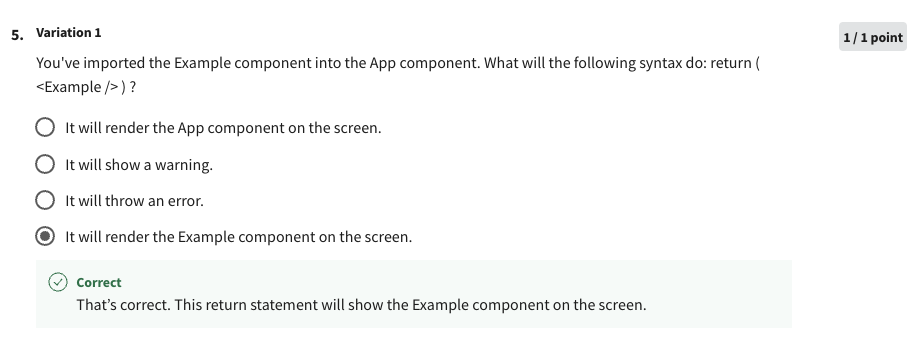 5. Variation 1
1 / 1 point
You've imported the Example component into the App component. What will the following syntax do: return (
<Example /> ) ?
It will render the App component on the screen.
It will show a warning.
It will throw an error.
It will render the Example component on the screen.
Correct
That’s correct. This return statement will show the Example component on the screen.